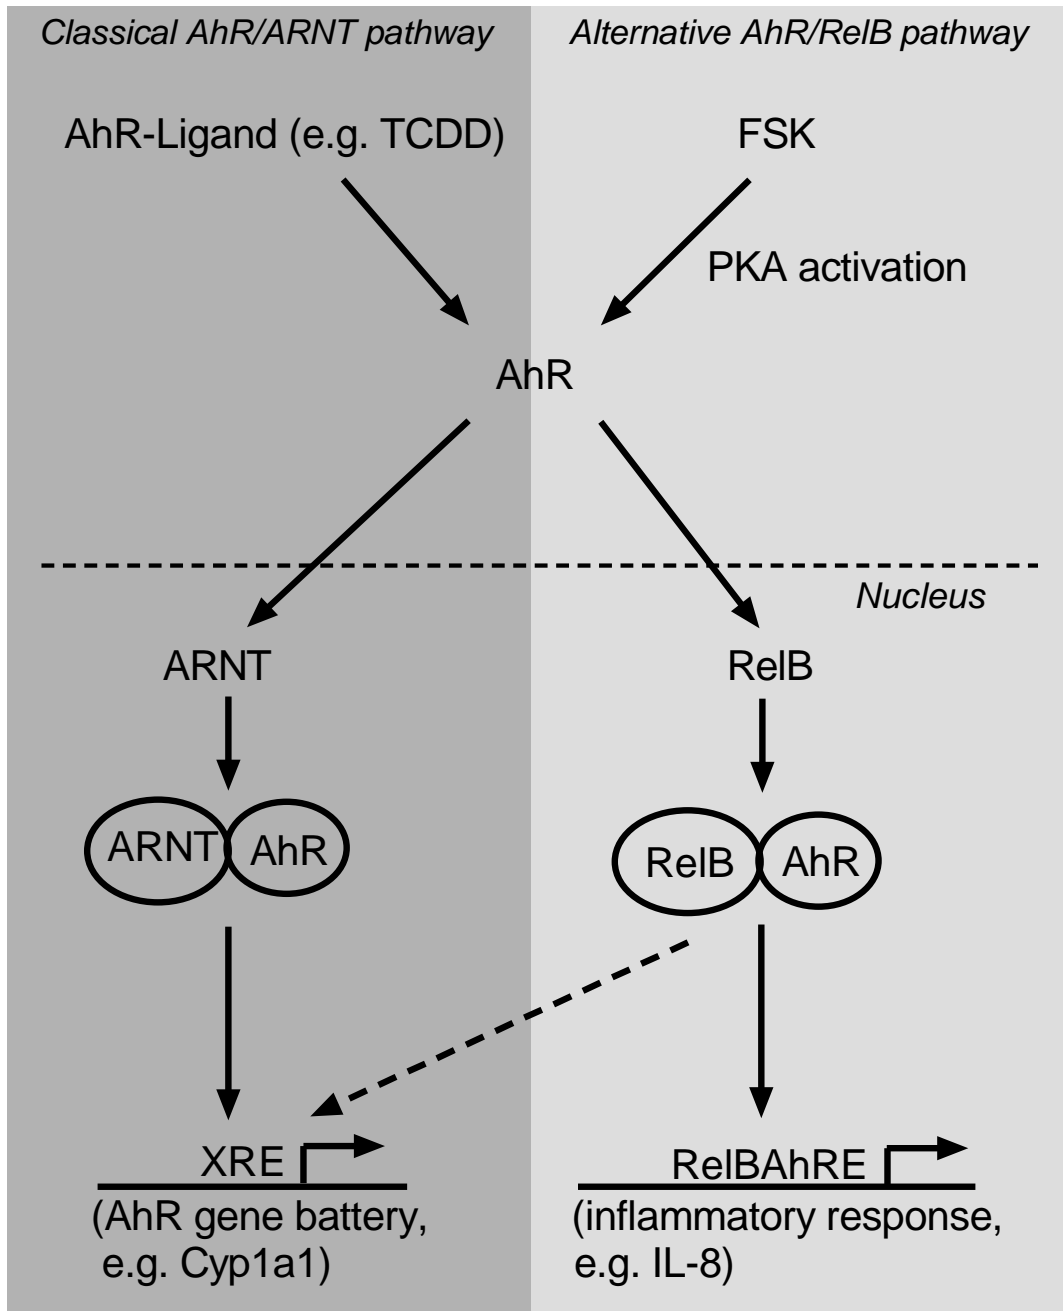 Classical AhR/ARNT pathway
Alternative AhR/RelB pathway
AhR-Ligand (e.g. TCDD)
FSK
PKA activation
AhR
Nucleus
ARNT
RelB
ARNT
AhR
RelB
AhR
XRE
RelBAhRE
(AhR gene battery,
e.g. Cyp1a1)
(inflammatory response,
e.g. IL-8)